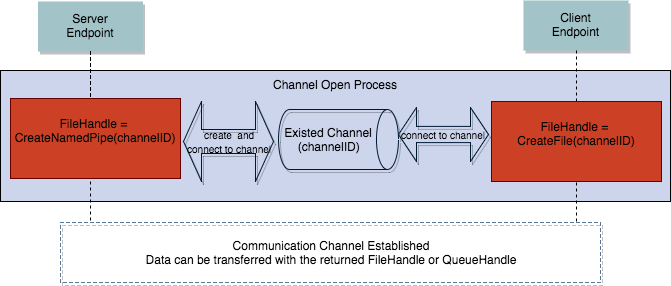 Server
Endpoint
Client
Endpoint
Channel Open Process
FileHandle =
CreateNamedPipe(channelID)
create and
connect to channel
Existed Channel
(channelID)
connect to channel
FileHandle =
CreateFile(channelID)
Communication Channel Established
Data can be transferred with the returned FileHandle or QueueHandle